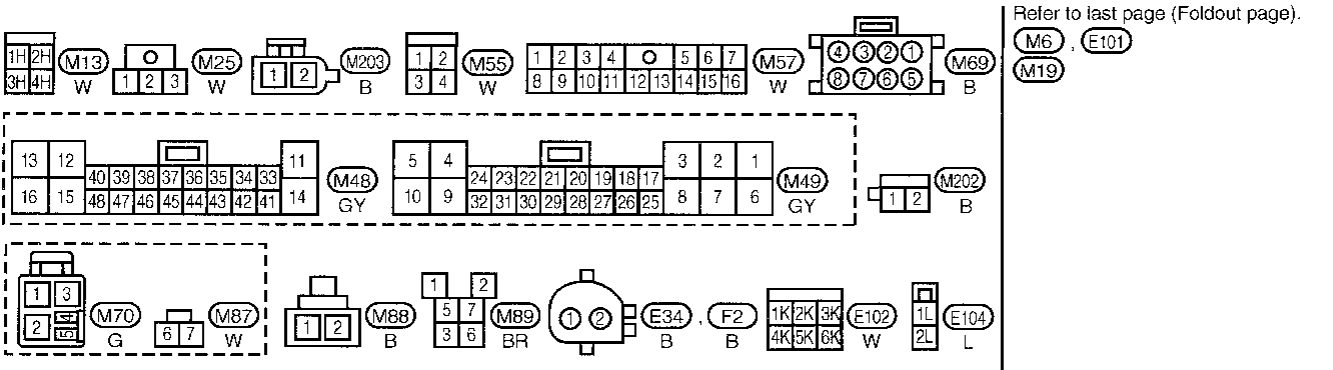 Refer to last page (Foldout page).
M6 , E101
M19
1H 2H
3H 4H
M13
W
1 2 3
M25
W
1 2
M203
B
1 2
3 4
M55
W
1 2 3 4 5 6 7
8 9 10 11 12 13 14 15 16
M57
W
4 3 2 1
8 7 6 5
M69
B
13 12 11
40 39 38 37 36 35 34 33
16 15 48 47 46 45 44 43 42 41 14
M48
GY
5 4 3 2 1
24 23 22 21 20 19 18 17
10 9 32 31 30 29 28 27 26 25 8 7 6
M49
GY
1 2
M202
B
1 3
2 5 4
M70
G
6 7
M87
W
1 2
M88
B
1 2
5 7
3 6
M89
BR
1 2
E34 , F2
B B
1K 2K 3K
4K 5K 6K
E102
W
1L
2L
E104
L